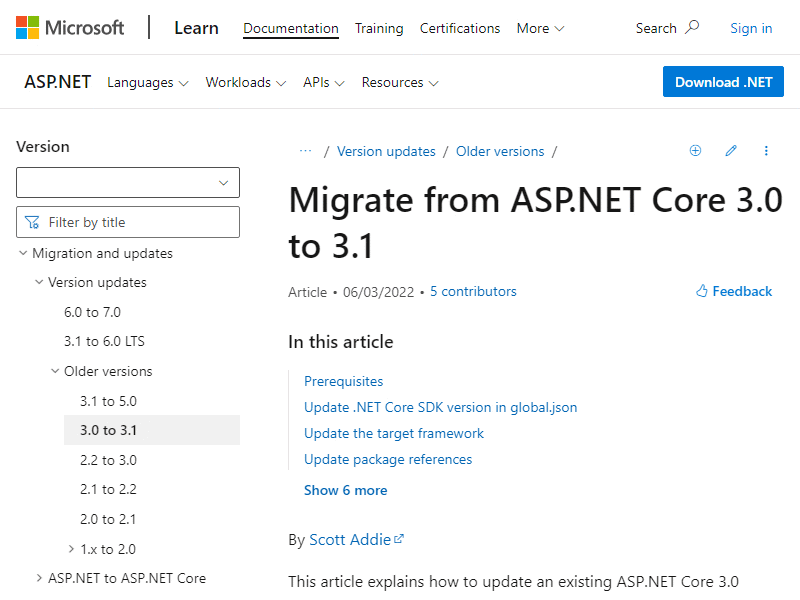 Microsoft Learn Documentation Training Certifications More Search Sign in
ASP.NET Languages Workloads APIs Resources Download .NET
Version
Filter by title
Migration and updates
Version updates
6.0 to 7.0
3.1 to 6.0 LTS
Older versions
3.1 to 5.0
3.0 to 3.1
2.2 to 3.0
2.1 to 2.2
2.0 to 2.1
1.x to 2.0
ASP.NET to ASP.NET Core
... / Version updates / Older versions /
Migrate from ASP.NET Core 3.0
to 3.1
Article • 06/03/2022 • 5 contributors Feedback
In this article
Prerequisites
Update .NET Core SDK version in global.json
Update the target framework
Update package references
Show 6 more
By Scott Addie
This article explains how to update an existing ASP.NET Core 3.0